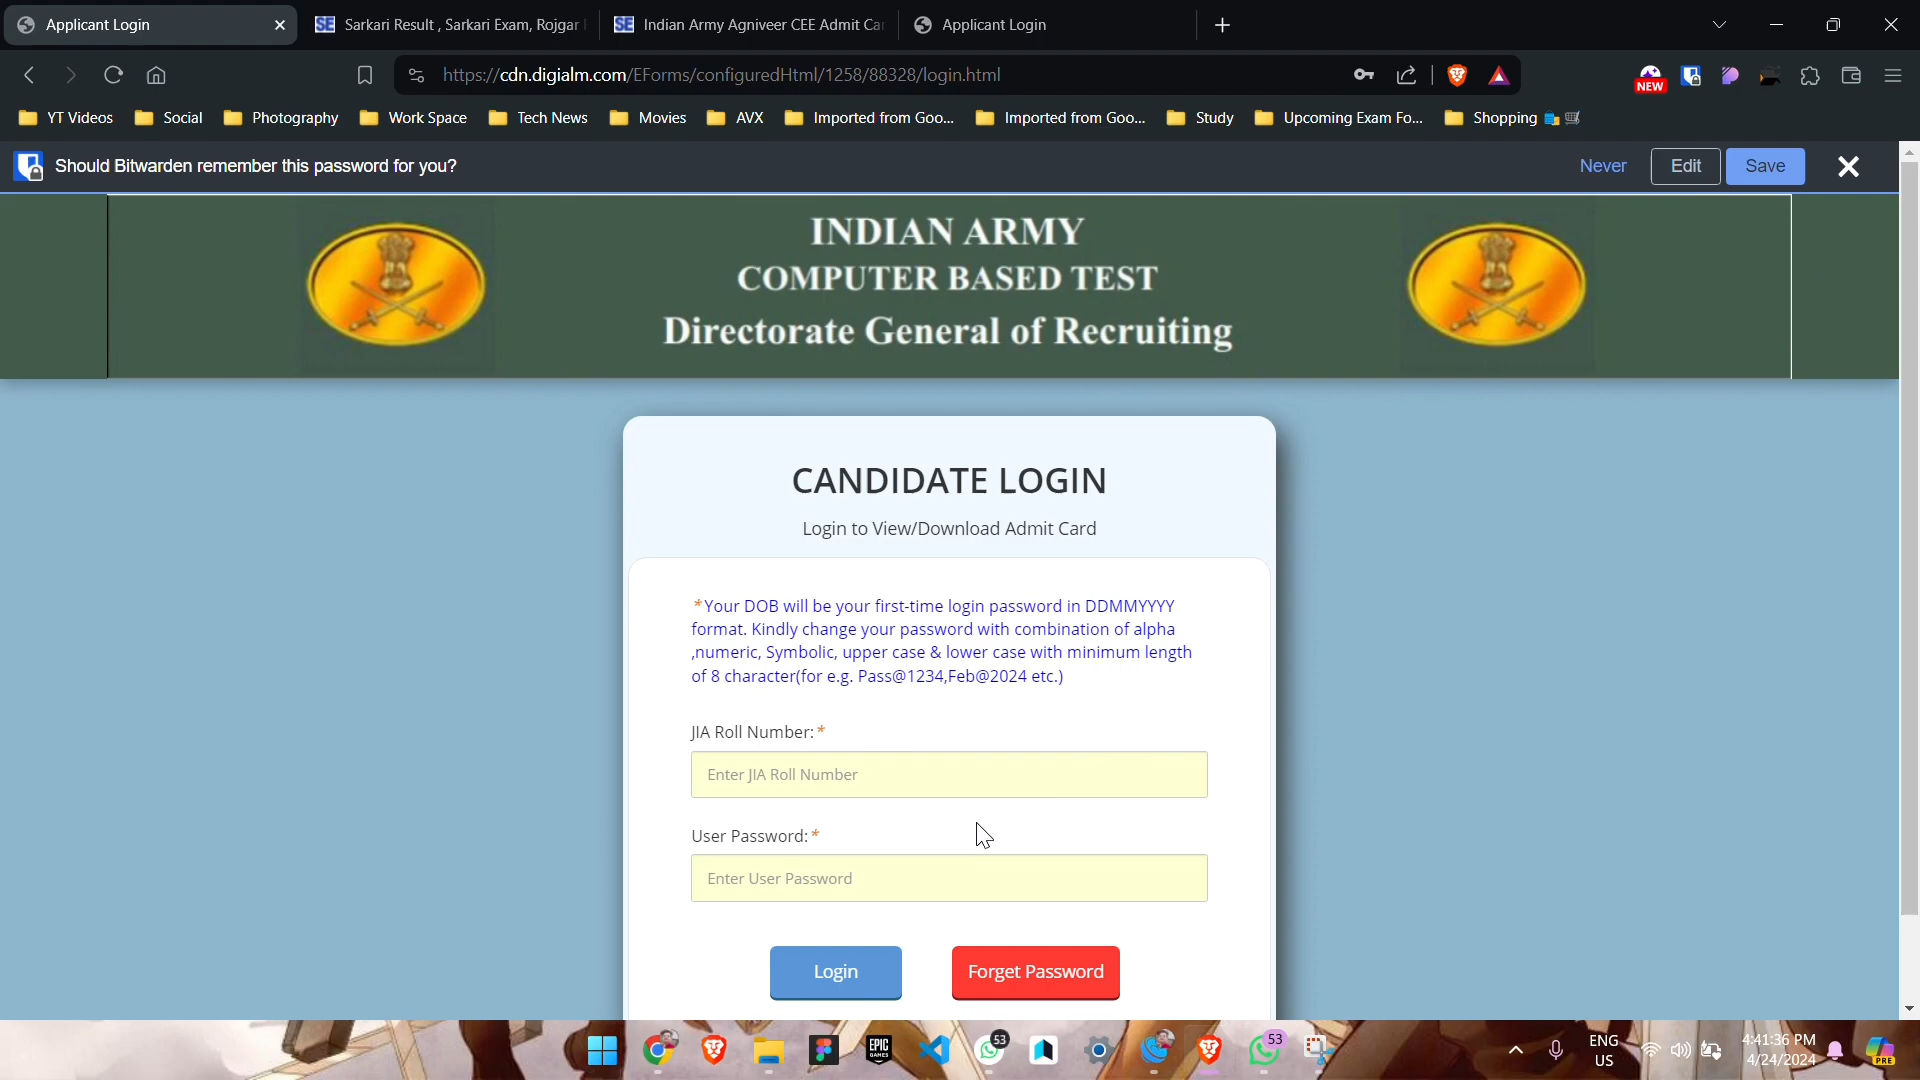 Applicant Login
Sarkari Result , Sarkari Exam, Rojgar
Indian Army Agniveer CEE Admit Ca
Applicant Login
https://cdn.digialm.com/EForms/configuredHtml/1258/88328/login.html
NEW
YT Videos
Social
Photography
Work Space
Tech News
Movies
AVX
Imported from Goo...
Imported from Goo...
Study
Upcoming Exam Fo...
Shopping
Should Bitwarden remember this password for you?
Never
Edit
Save
INDIAN ARMY
COMPUTER BASED TEST
Directorate General of Recruiting
CANDIDATE LOGIN
Login to View/Download Admit Card
*Your DOB will be your first-time login password in DDMMYYYY
format. Kindly change your password with combination of alpha
,numeric, Symbolic, upper case & lower case with minimum length
of 8 character(for e.g. Pass@1234,Feb@2024 etc.)
JIA Roll Number:*
Enter JIA Roll Number
User Password:*
Enter User Password
Login
Forget Password
EPIC
GAMES
53
53
ENG
US
4:41:36 PM
4/24/2024
PRE